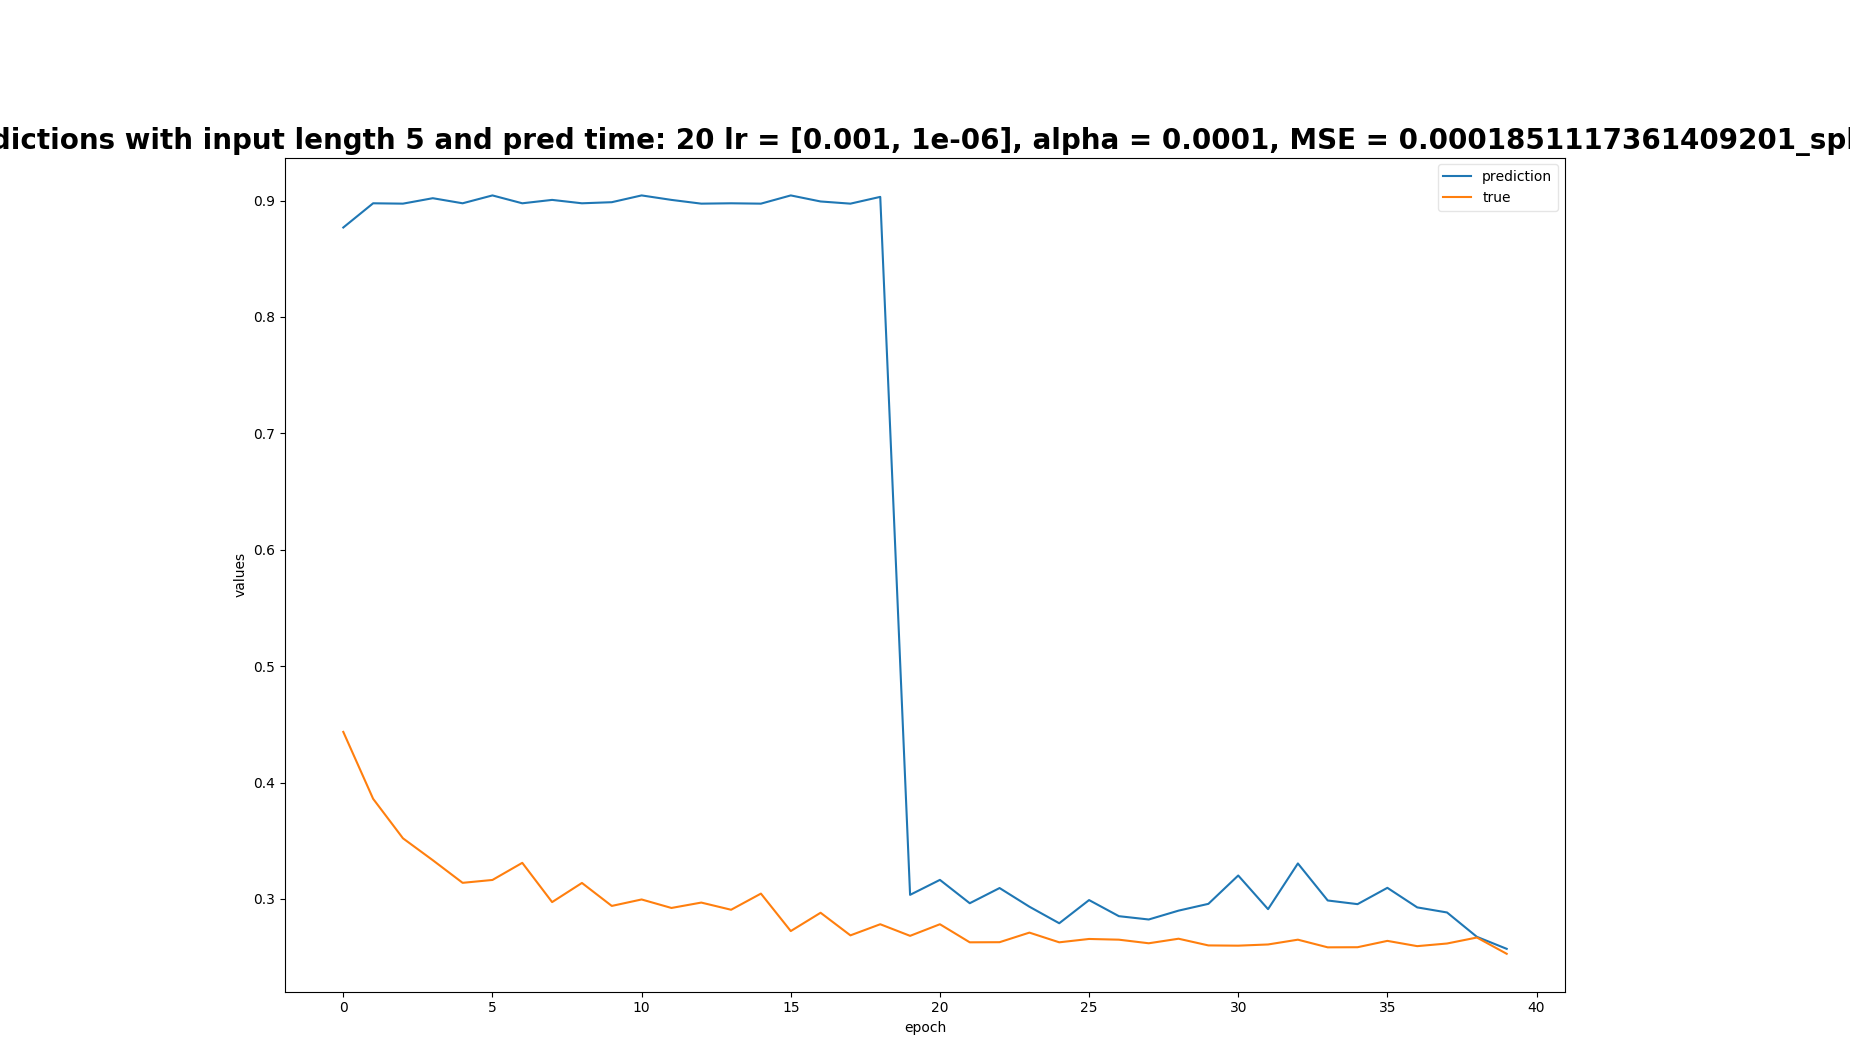 dictions with input length 5 and pred time: 20 lr = [0.001, 1e-06], alpha = 0.0001, MSE = 0.0001851117361409201_spl
prediction
true
0.9
0.8
0.7
0.6
0.5
0.4
0.3
values
0 5 10 15 20 25 30 35 40
epoch